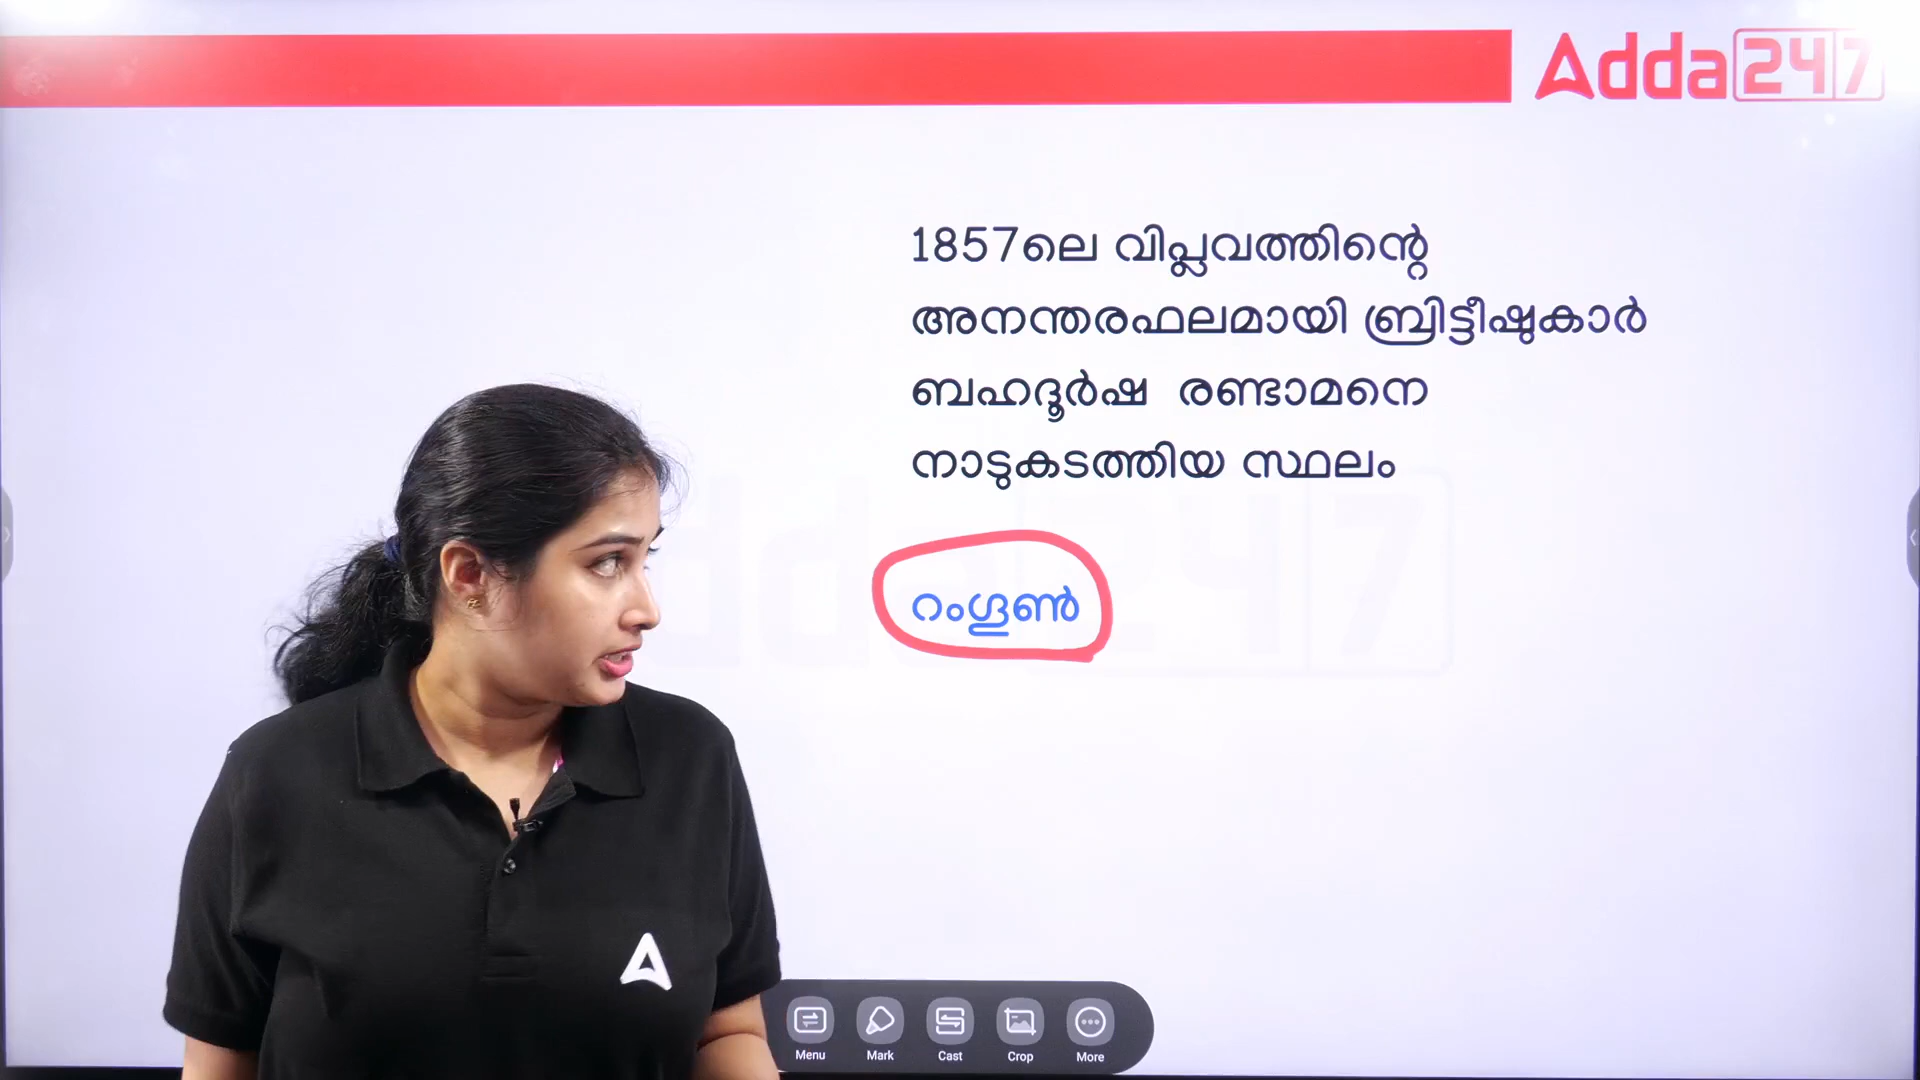 Adda247
1857ലെ വിപ്ലവത്തിന്റെ
അനന്തരഫലമായി ബ്രിട്ടീഷുകാർ
ബഹദൂർഷ രണ്ടാമനെ
നാടുകടത്തിയ സ്ഥലം
റംഗൂൺ
Menu Mark Cast Crop More